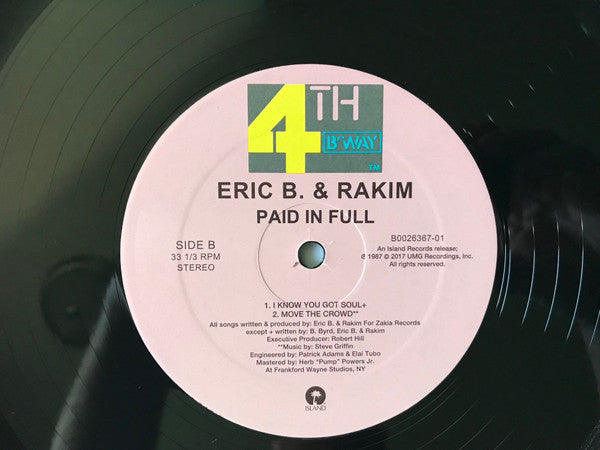 4TH
B'WAY
TM
ERIC B. & RAKIM
PAID IN FULL
SIDE B
33 1/3 RPM
STEREO
B0026367-01
An Island Records release;
℗ 1987 © 2017 UMG Recordings, Inc.
All rights reserved.
1. I KNOW YOU GOT SOUL+
2. MOVE THE CROWD**
All songs written & produced by: Eric B. & Rakim For Zakia Records
except + written by: B. Byrd, Eric B. & Rakim
Executive Producer: Robert Hill
**Music by: Steve Griffin
Engineered by: Patrick Adams & Elai Tubo
Mastered by: Herb "Pump" Powers Jr.
At Frankford Wayne Studios, NY
ISLAND